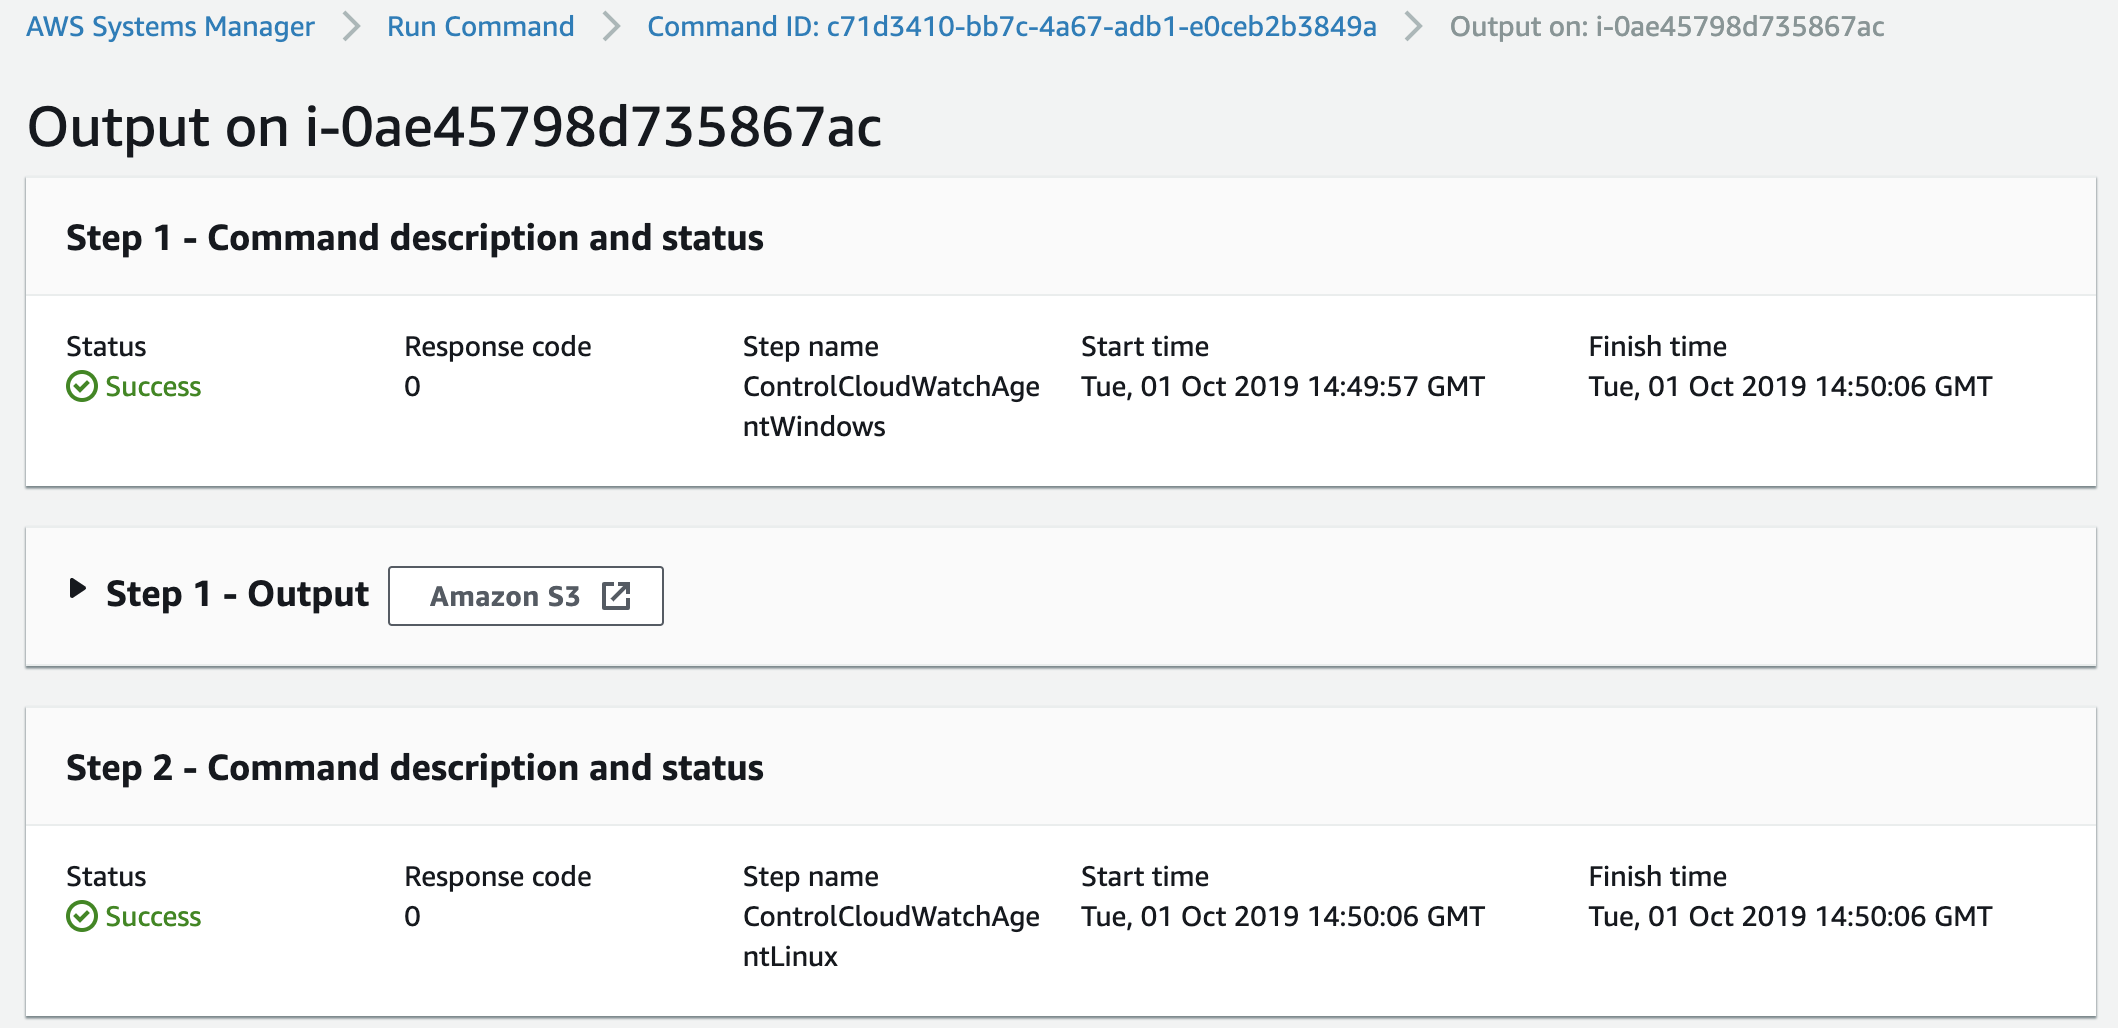 AWS Systems Manager > Run Command > Command ID: c71d3410-bb7c-4a67-adb1-e0ceb2b3849a > Output on: i-0ae45798d735867ac
Output on i-0ae45798d735867ac
Step 1 - Command description and status
Status Response code Step name Start time Finish time
Success 0 ControlCloudWatchAge Tue, 01 Oct 2019 14:49:57 GMT Tue, 01 Oct 2019 14:50:06 GMT
ntWindows
Step 1 - Output Amazon S3
Step 2 - Command description and status
Status Response code Step name Start time Finish time
Success 0 ControlCloudWatchAge Tue, 01 Oct 2019 14:50:06 GMT Tue, 01 Oct 2019 14:50:06 GMT
ntLinux